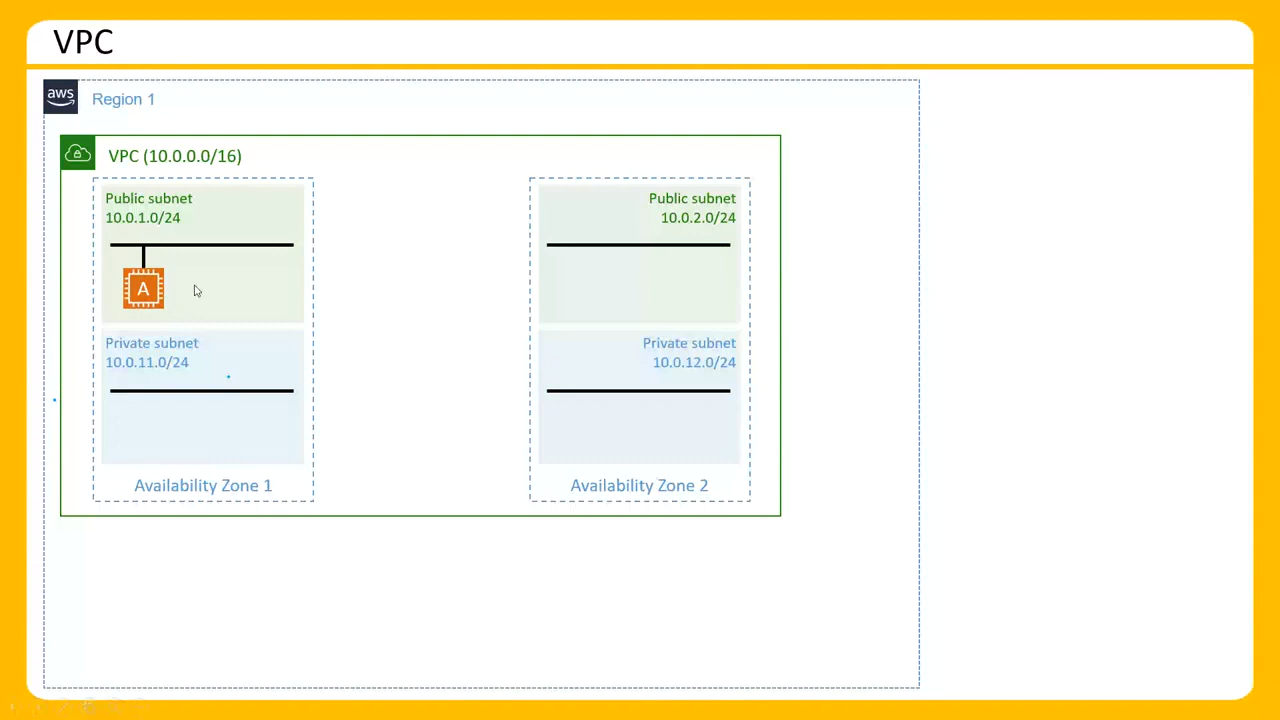 VPC
aws
Region 1
VPC (10.0.0.0/16)
Public subnet
10.0.1.0/24
A
Private subnet
10.0.11.0/24
Availability Zone 1
Public subnet
10.0.2.0/24
Private subnet
10.0.12.0/24
Availability Zone 2